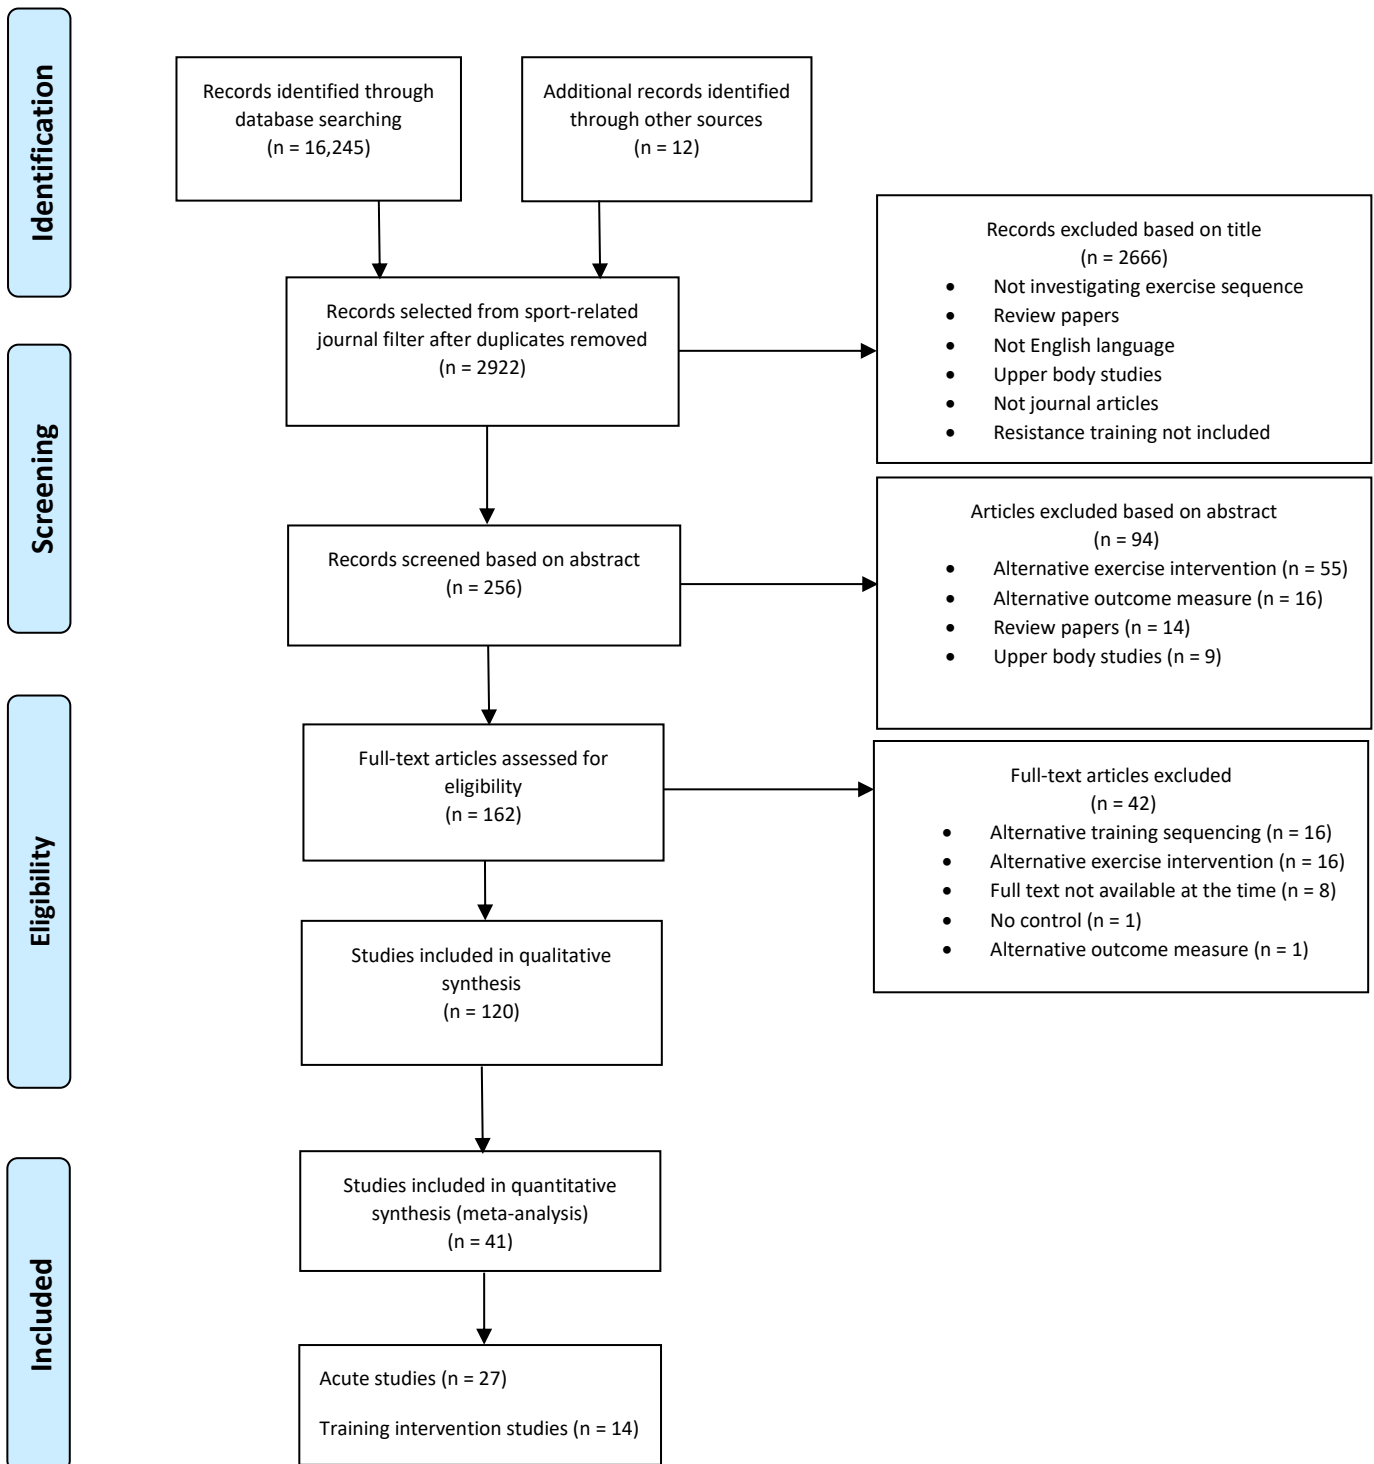 Identification
Records identified through
database searching
(n = 16,245)
Additional records identified
through other sources
(n = 12)
Records selected from sport-related
journal filter after duplicates removed
(n = 2922)
Records excluded based on title
(n = 2666)
• Not investigating exercise sequence
• Review papers
• Not English language
• Upper body studies
• Not journal articles
• Resistance training not included
Screening
Records screened based on abstract
(n = 256)
Articles excluded based on abstract
(n = 94)
• Alternative exercise intervention (n = 55)
• Alternative outcome measure (n = 16)
• Review papers (n = 14)
• Upper body studies (n = 9)
Eligibility
Full-text articles assessed for
eligibility
(n = 162)
Full-text articles excluded
(n = 42)
• Alternative training sequencing (n = 16)
• Alternative exercise intervention (n = 16)
• Full text not available at the time (n = 8)
• No control (n = 1)
• Alternative outcome measure (n = 1)
Studies included in qualitative
synthesis
(n = 120)
Included
Studies included in quantitative
synthesis (meta-analysis)
(n = 41)
Acute studies (n = 27)
Training intervention studies (n = 14)